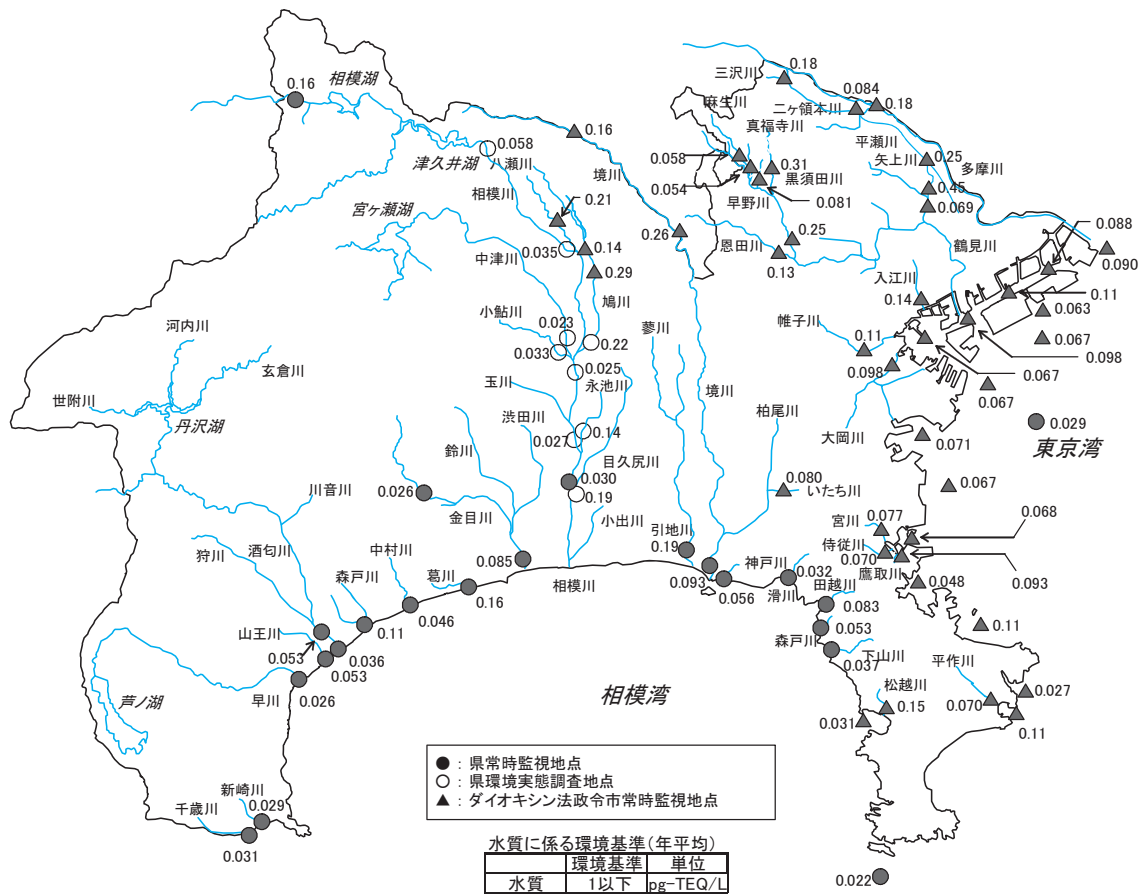 0.16
相模湖
0.16
0.058
津久井湖
八瀬川
境川
相模川
0.21
宮ヶ瀬湖
中津川
0.035
0.14
0.29
0.26
鳩川
小鮎川
0.023
0.033
0.22
0.025
蓼川
河内川
玄倉川
世附川
丹沢湖
玉川
永池川
渋田川
境川
柏尾川
鈴川
0.027
0.14
目久尻川
0.030
0.19
0.026
金目川
小出川
川音川
酒匂川
狩川
中村川
森戸川
葛川
0.085
相模川
引地川
0.19
0.093
神戸川
0.056
0.16
0.046
0.11
山王川
0.053
0.036
0.053
早川
0.026
芦ノ湖
新崎川
0.029
千歳川
0.031
三沢川
0.18
麻生川
二ヶ領本川
0.084
0.18
真福寺川
平瀬川
矢上川
0.25
多摩川
0.058
0.31
0.054
黒須田川
0.45
早野川
0.081
0.069
0.088
恩田川
0.25
鶴見川
0.090
0.13
入江川
0.14
0.11
0.063
帷子川
0.11
0.067
0.098
0.098
0.067
0.067
大岡川
0.029
0.071
東京湾
0.080
いたち川
0.067
宮川
0.077
0.068
侍従川
0.070
0.093
鷹取川
0.048
0.032
滑川
田越川
0.083
0.053
森戸川
0.11
0.037
下山川
平作川
松越川
0.027
0.15
0.070
0.031
0.11
相模湾
● : 県常時監視地点
○ : 県環境実態調査地点
▲ : ダイオキシン法政令市常時監視地点
水質に係る環境基準(年平均)
環境基準 単位
水質 1以下 pg-TEQ/L
0.022